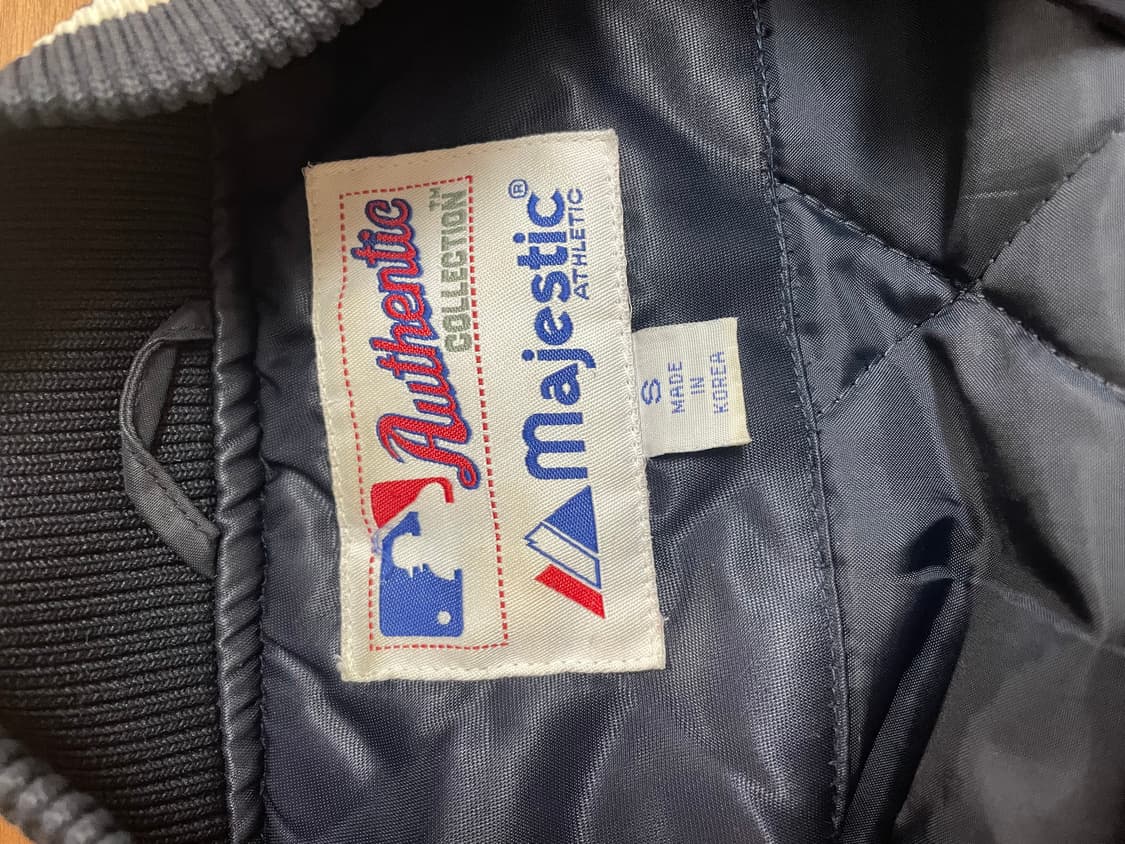 Authentic
COLLECTION™
majestic®
ATHLETIC
S
MADE
IN
KOREA